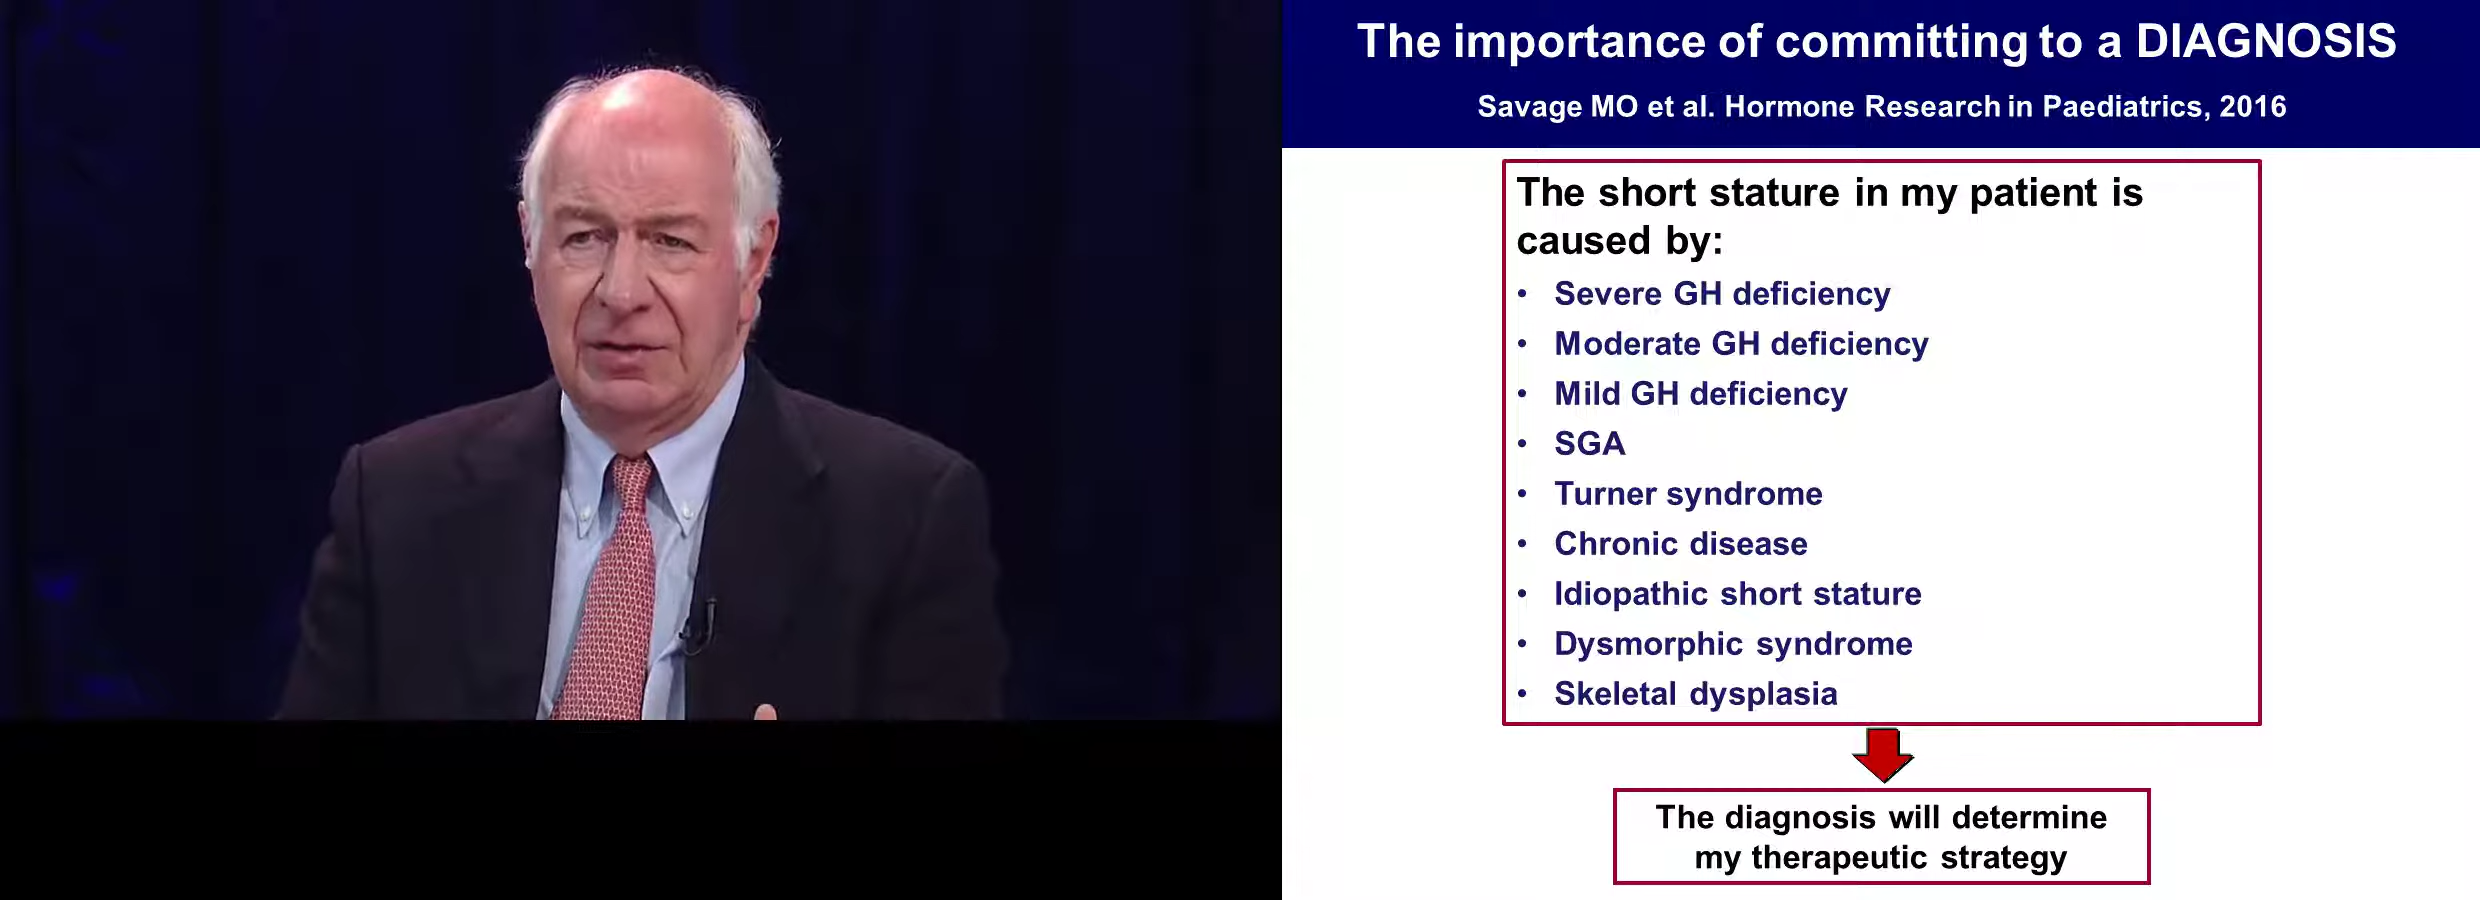 The importance of committing to a DIAGNOSIS
Savage MO et al. Hormone Research in Paediatrics, 2016
The short stature in my patient is
caused by:
• Severe GH deficiency
• Moderate GH deficiency
• Mild GH deficiency
• SGA
• Turner syndrome
• Chronic disease
• Idiopathic short stature
• Dysmorphic syndrome
• Skeletal dysplasia
The diagnosis will determine
my therapeutic strategy